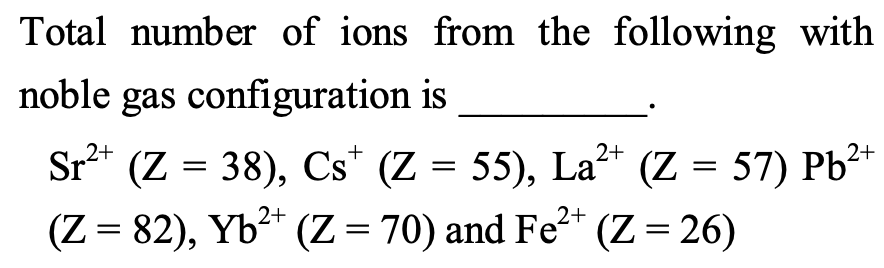 Total number of ions from the following with
noble gas configuration is __________.
Sr²⁺ (Z = 38), Cs⁺ (Z = 55), La²⁺ (Z = 57) Pb²⁺
(Z = 82), Yb²⁺ (Z = 70) and Fe²⁺ (Z = 26)